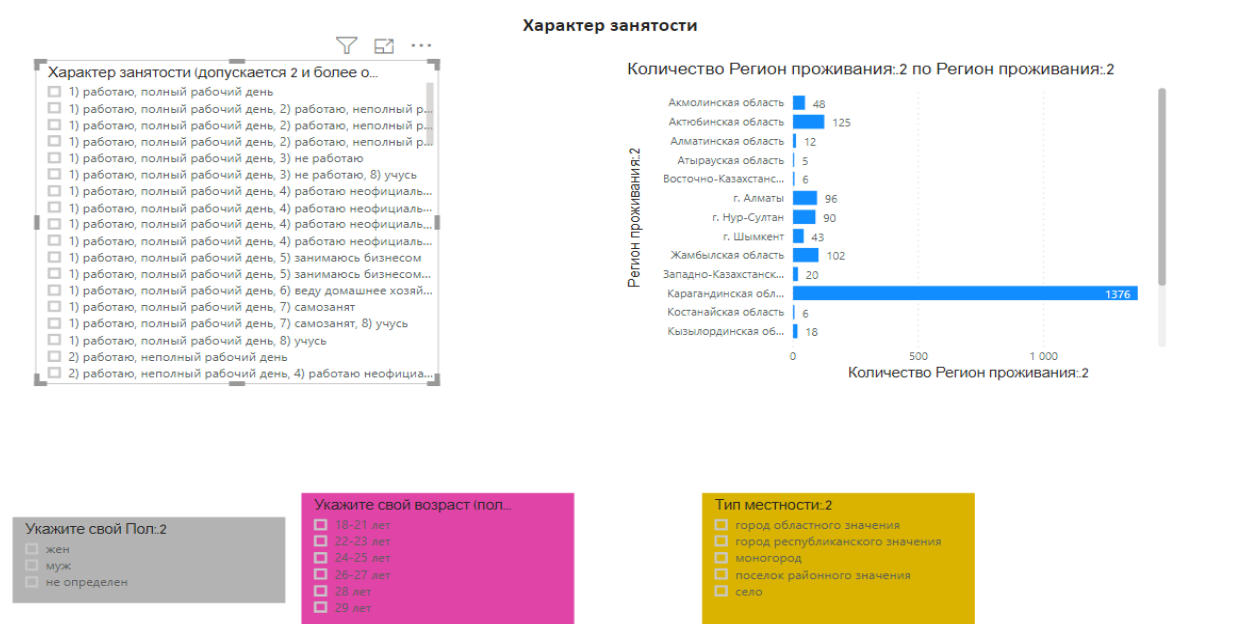 Характер занятости
Характер занятости (допускается 2 и более о...
1) работаю, полный рабочий день
1) работаю, полный рабочий день, 2) работаю, неполный р...
1) работаю, полный рабочий день, 2) работаю, неполный р...
1) работаю, полный рабочий день, 2) работаю, неполный р...
1) работаю, полный рабочий день, 3) не работаю
1) работаю, полный рабочий день, 3) не работаю, 8) учусь
1) работаю, полный рабочий день, 4) работаю неофициаль...
1) работаю, полный рабочий день, 4) работаю неофициаль...
1) работаю, полный рабочий день, 4) работаю неофициаль...
1) работаю, полный рабочий день, 4) работаю неофициаль...
1) работаю, полный рабочий день, 5) занимаюсь бизнесом
1) работаю, полный рабочий день, 5) занимаюсь бизнесом...
1) работаю, полный рабочий день, 6) веду домашнее хозяй...
1) работаю, полный рабочий день, 7) самозанят
1) работаю, полный рабочий день, 7) самозанят, 8) учусь
1) работаю, полный рабочий день, 8) учусь
2) работаю, неполный рабочий день
2) работаю, неполный рабочий день, 4) работаю неофициа...
Количество Регион проживания:.2 по Регион проживания:.2
Регион проживания:.2
Акмолинская область 48
Актюбинская область 125
Алматинская область 12
Атырауская область 5
Восточно-Казахстанс... 6
г. Алматы 96
г. Нур-Султан 90
г. Шымкент 43
Жамбылская область 102
Западно-Казахстанск... 20
Карагандинская обл... 1376
Костанайская область 6
Кызылординская об... 18
0 500 1 000
Количество Регион проживания:.2
Укажите свой Пол:.2
жен
муж
не определен
Укажите свой возраст (пол...
18-21 лет
22-23 лет
24-25 лет
26-27 лет
28 лет
29 лет
Тип местности:.2
город областного значения
город республиканского значения
моногород
поселок районного значения
село